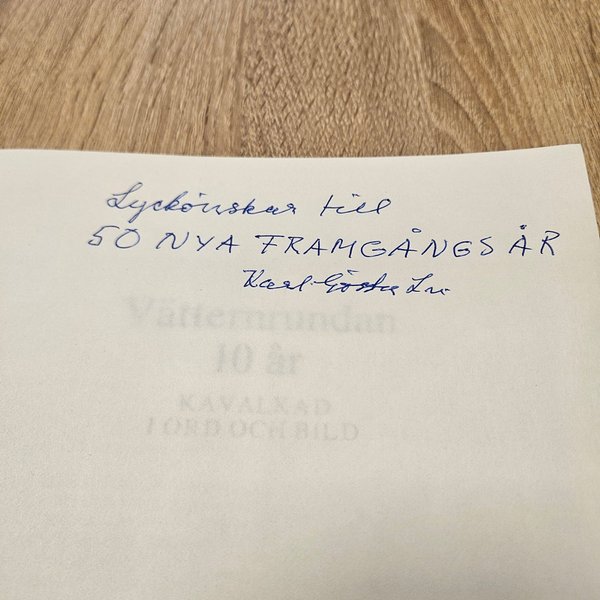 Lyckönskar till
50 NYA FRAMGÅNGSÅR
Karl-Gösta
Vätternrundan
10 år
KAVALKAD
I ORD OCH BILD